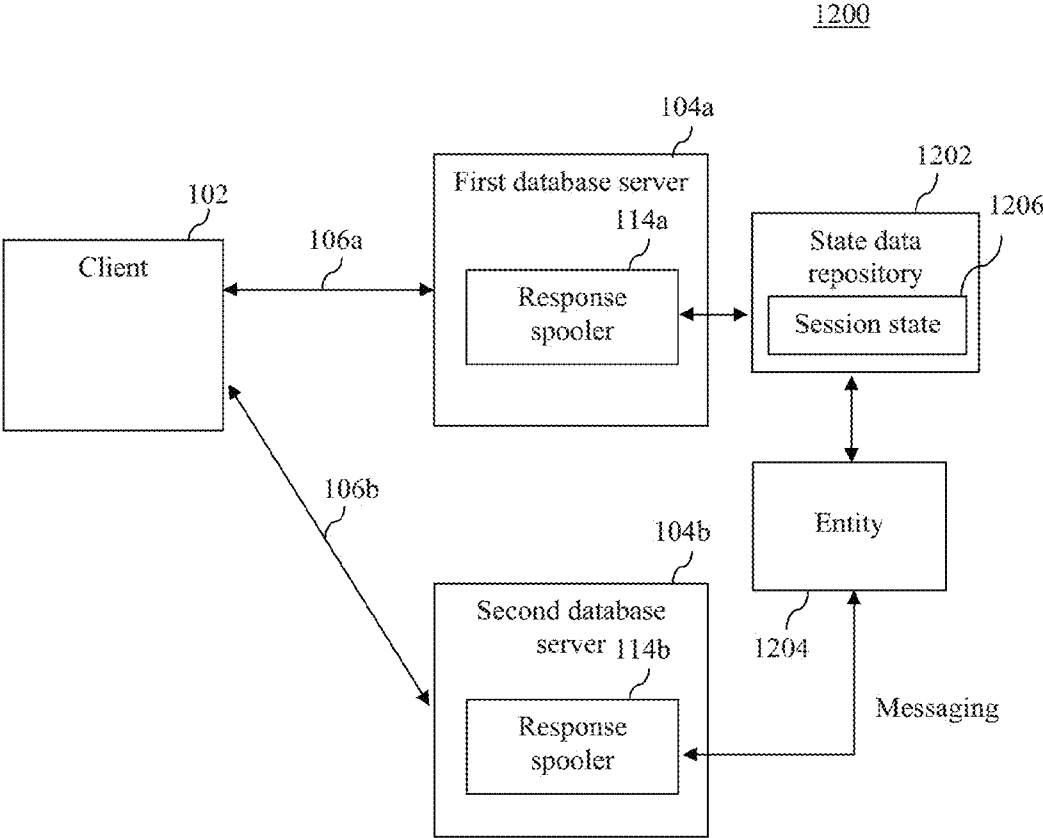 1200
104a
First database server
1202
1206
102
114a
State data
repository
Client
106a
Response
spooler
Session state
106b
104b
Entity
Second database
server
1204
114b
Messaging
Response
spooler